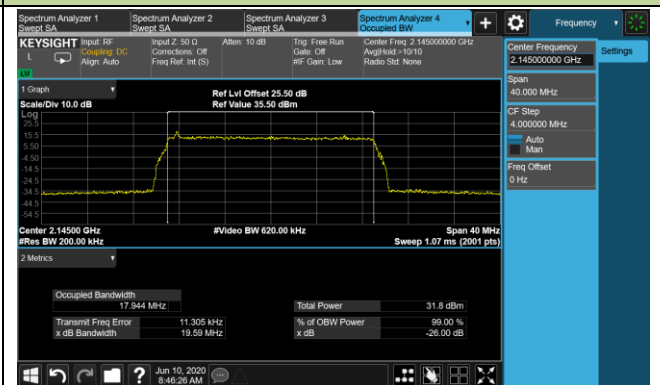 Spectrum Analyzer 1
Swept SA
Spectrum Analyzer 2
Swept SA
Spectrum Analyzer 3
Swept SA
Spectrum Analyzer 4
Occupied BW
Frequency
KEYSIGHT
L
Input: RF
Coupling: DC
Align: Auto
Input Z: 50 Ω
Corrections: Off
Freq Ref: Int (S)
Atten: 10 dB
Trig: Free Run
Gate: Off
#IF Gain: Low
Center Freq: 2.145000000 GHz
Avg|Hold:>10/10
Radio Std: None
Center Frequency
2.145000000 GHz
Settings
Span
40.000 MHz
CF Step
4.000000 MHz
Auto
Man
Freq Offset
0 Hz
1 Graph
Scale/Div 10.0 dB
Ref Lvl Offset 25.50 dB
Ref Value 35.50 dBm
Log
25.5
15.5
5.50
-4.50
-14.5
-24.5
-34.5
-44.5
-54.5
Center 2.14500 GHz
#Res BW 200.00 kHz
#Video BW 620.00 kHz
Span 40 MHz
Sweep 1.07 ms (2001 pts)
2 Metrics
Occupied Bandwidth
17.944 MHz
Total Power 31.8 dBm
Transmit Freq Error 11.305 kHz
% of OBW Power 99.00 %
x dB Bandwidth 19.59 MHz
x dB -26.00 dB
?
Jun 10, 2020
8:46:26 AM